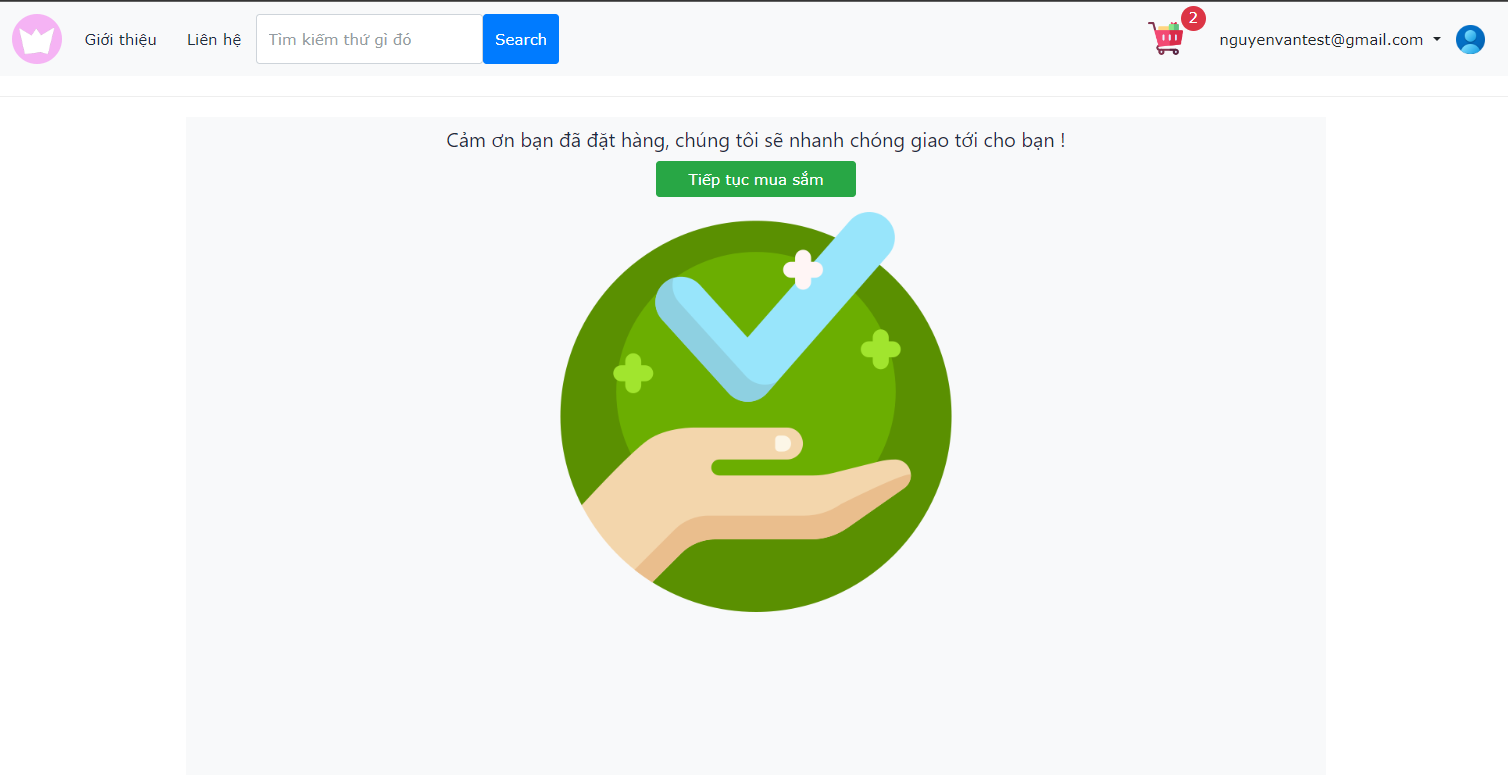 Giới thiệu Liên hệ Tìm kiếm thứ gì đó Search 2 nguyenvantest@gmail.com
Cảm ơn bạn đã đặt hàng, chúng tôi sẽ nhanh chóng giao tới cho bạn !
Tiếp tục mua sắm